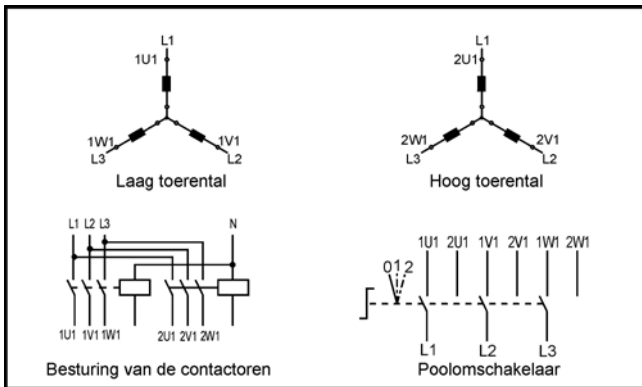 L1
1U1
1W1
1V1
L3
L2
Laag toerental
L1
2U1
2W1
2V1
L3
L2
Hoog toerental
L1 L2 L3 N
1U1 1V1 1W1 2U1 2V1 2W1
Besturing van de contactoren
1U1 2U1 1V1 2V1 1W1 2W1
0 1 2
L1 L2 L3
Poolomschakelaar